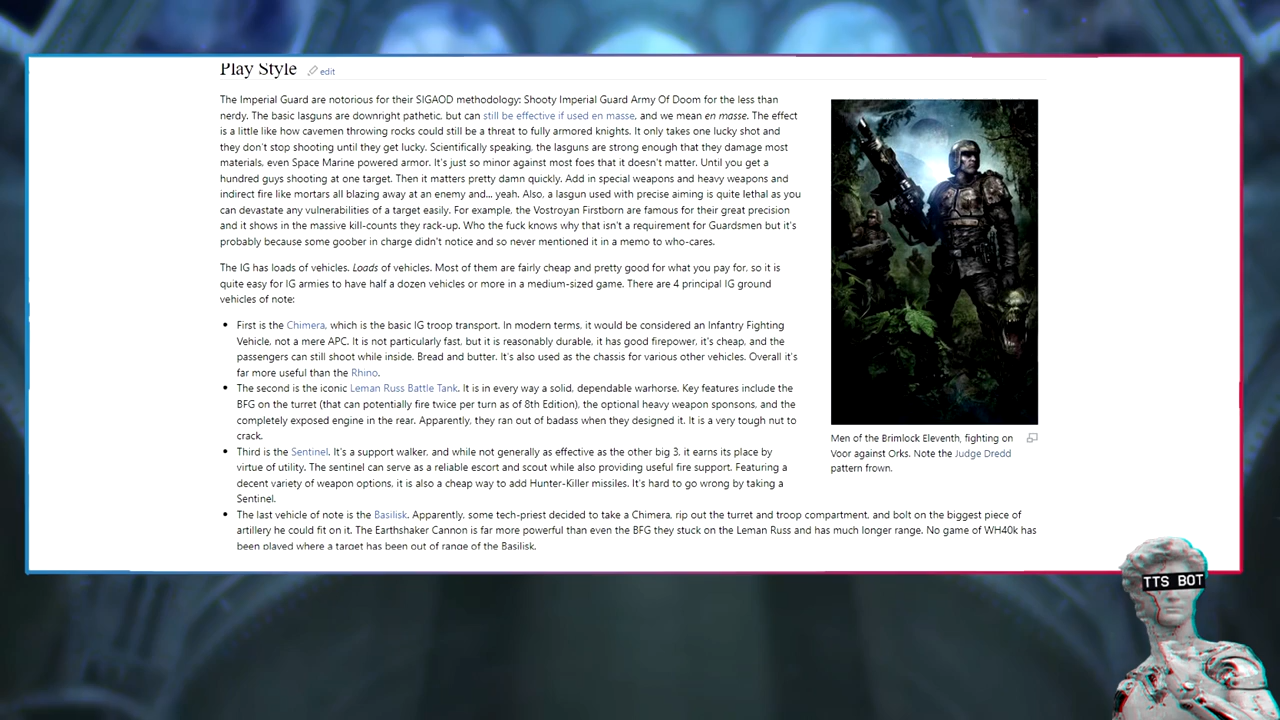 Play Style edit
The Imperial Guard are notorious for their SIGAOD methodology: Shooty Imperial Guard Army Of Doom for the less than
nerdy. The basic lasguns are downright pathetic, but can still be effective if used en masse, and we mean en masse. The effect
is a little like how cavemen throwing rocks could still be a threat to fully armored knights. It only takes one lucky shot and
they don't stop shooting until they get lucky. Scientifically speaking, the lasguns are strong enough that they damage most
materials, even Space Marine powered armor. It's just so minor against most foes that it doesn't matter. Until you get a
hundred guys shooting at one target. Then it matters pretty damn quickly. Add in special weapons and heavy weapons and
indirect fire like mortars all blazing away at an enemy and... yeah. Also, a lasgun used with precise aiming is quite lethal as you
can devastate any vulnerabilities of a target easily. For example, the Vostroyan Firstborn are famous for their great precision
and it shows in the massive kill-counts they rack-up. Who the fuck knows why that isn't a requirement for Guardsmen but it's
probably because some goober in charge didn't notice and so never mentioned it in a memo to who-cares.
The IG has loads of vehicles. Loads of vehicles. Most of them are fairly cheap and pretty good for what you pay for, so it is
quite easy for IG armies to have half a dozen vehicles or more in a medium-sized game. There are 4 principal IG ground
vehicles of note:
• First is the Chimera, which is the basic IG troop transport. In modern terms, it would be considered an Infantry Fighting
Vehicle, not a mere APC. It is not particularly fast, but it is reasonably durable, it has good firepower, it's cheap, and the
passengers can still shoot while inside. Bread and butter. It's also used as the chassis for various other vehicles. Overall it's
far more useful than the Rhino.
• The second is the iconic Leman Russ Battle Tank. It is in every way a solid, dependable warhorse. Key features include the
BFG on the turret (that can potentially fire twice per turn as of 8th Edition), the optional heavy weapon sponsons, and the
completely exposed engine in the rear. Apparently, they ran out of badass when they designed it. It is a very tough nut to
crack.
• Third is the Sentinel. It's a support walker, and while not generally as effective as the other big 3, it earns its place by
virtue of utility. The sentinel can serve as a reliable escort and scout while also providing useful fire support. Featuring a
decent variety of weapon options, it is also a cheap way to add Hunter-Killer missiles. It's hard to go wrong by taking a
Sentinel.
• The last vehicle of note is the Basilisk. Apparently, some tech-priest decided to take a Chimera, rip out the turret and troop compartment, and bolt on the biggest piece of
artillery he could fit on it. The Earthshaker Cannon is far more powerful than even the BFG they stuck on the Leman Russ and has much longer range. No game of WH40k has
been played where a target has been out of range of the Basilisk.
Men of the Brimlock Eleventh, fighting on
Voor against Orks. Note the Judge Dredd
pattern frown.
TTS BOT